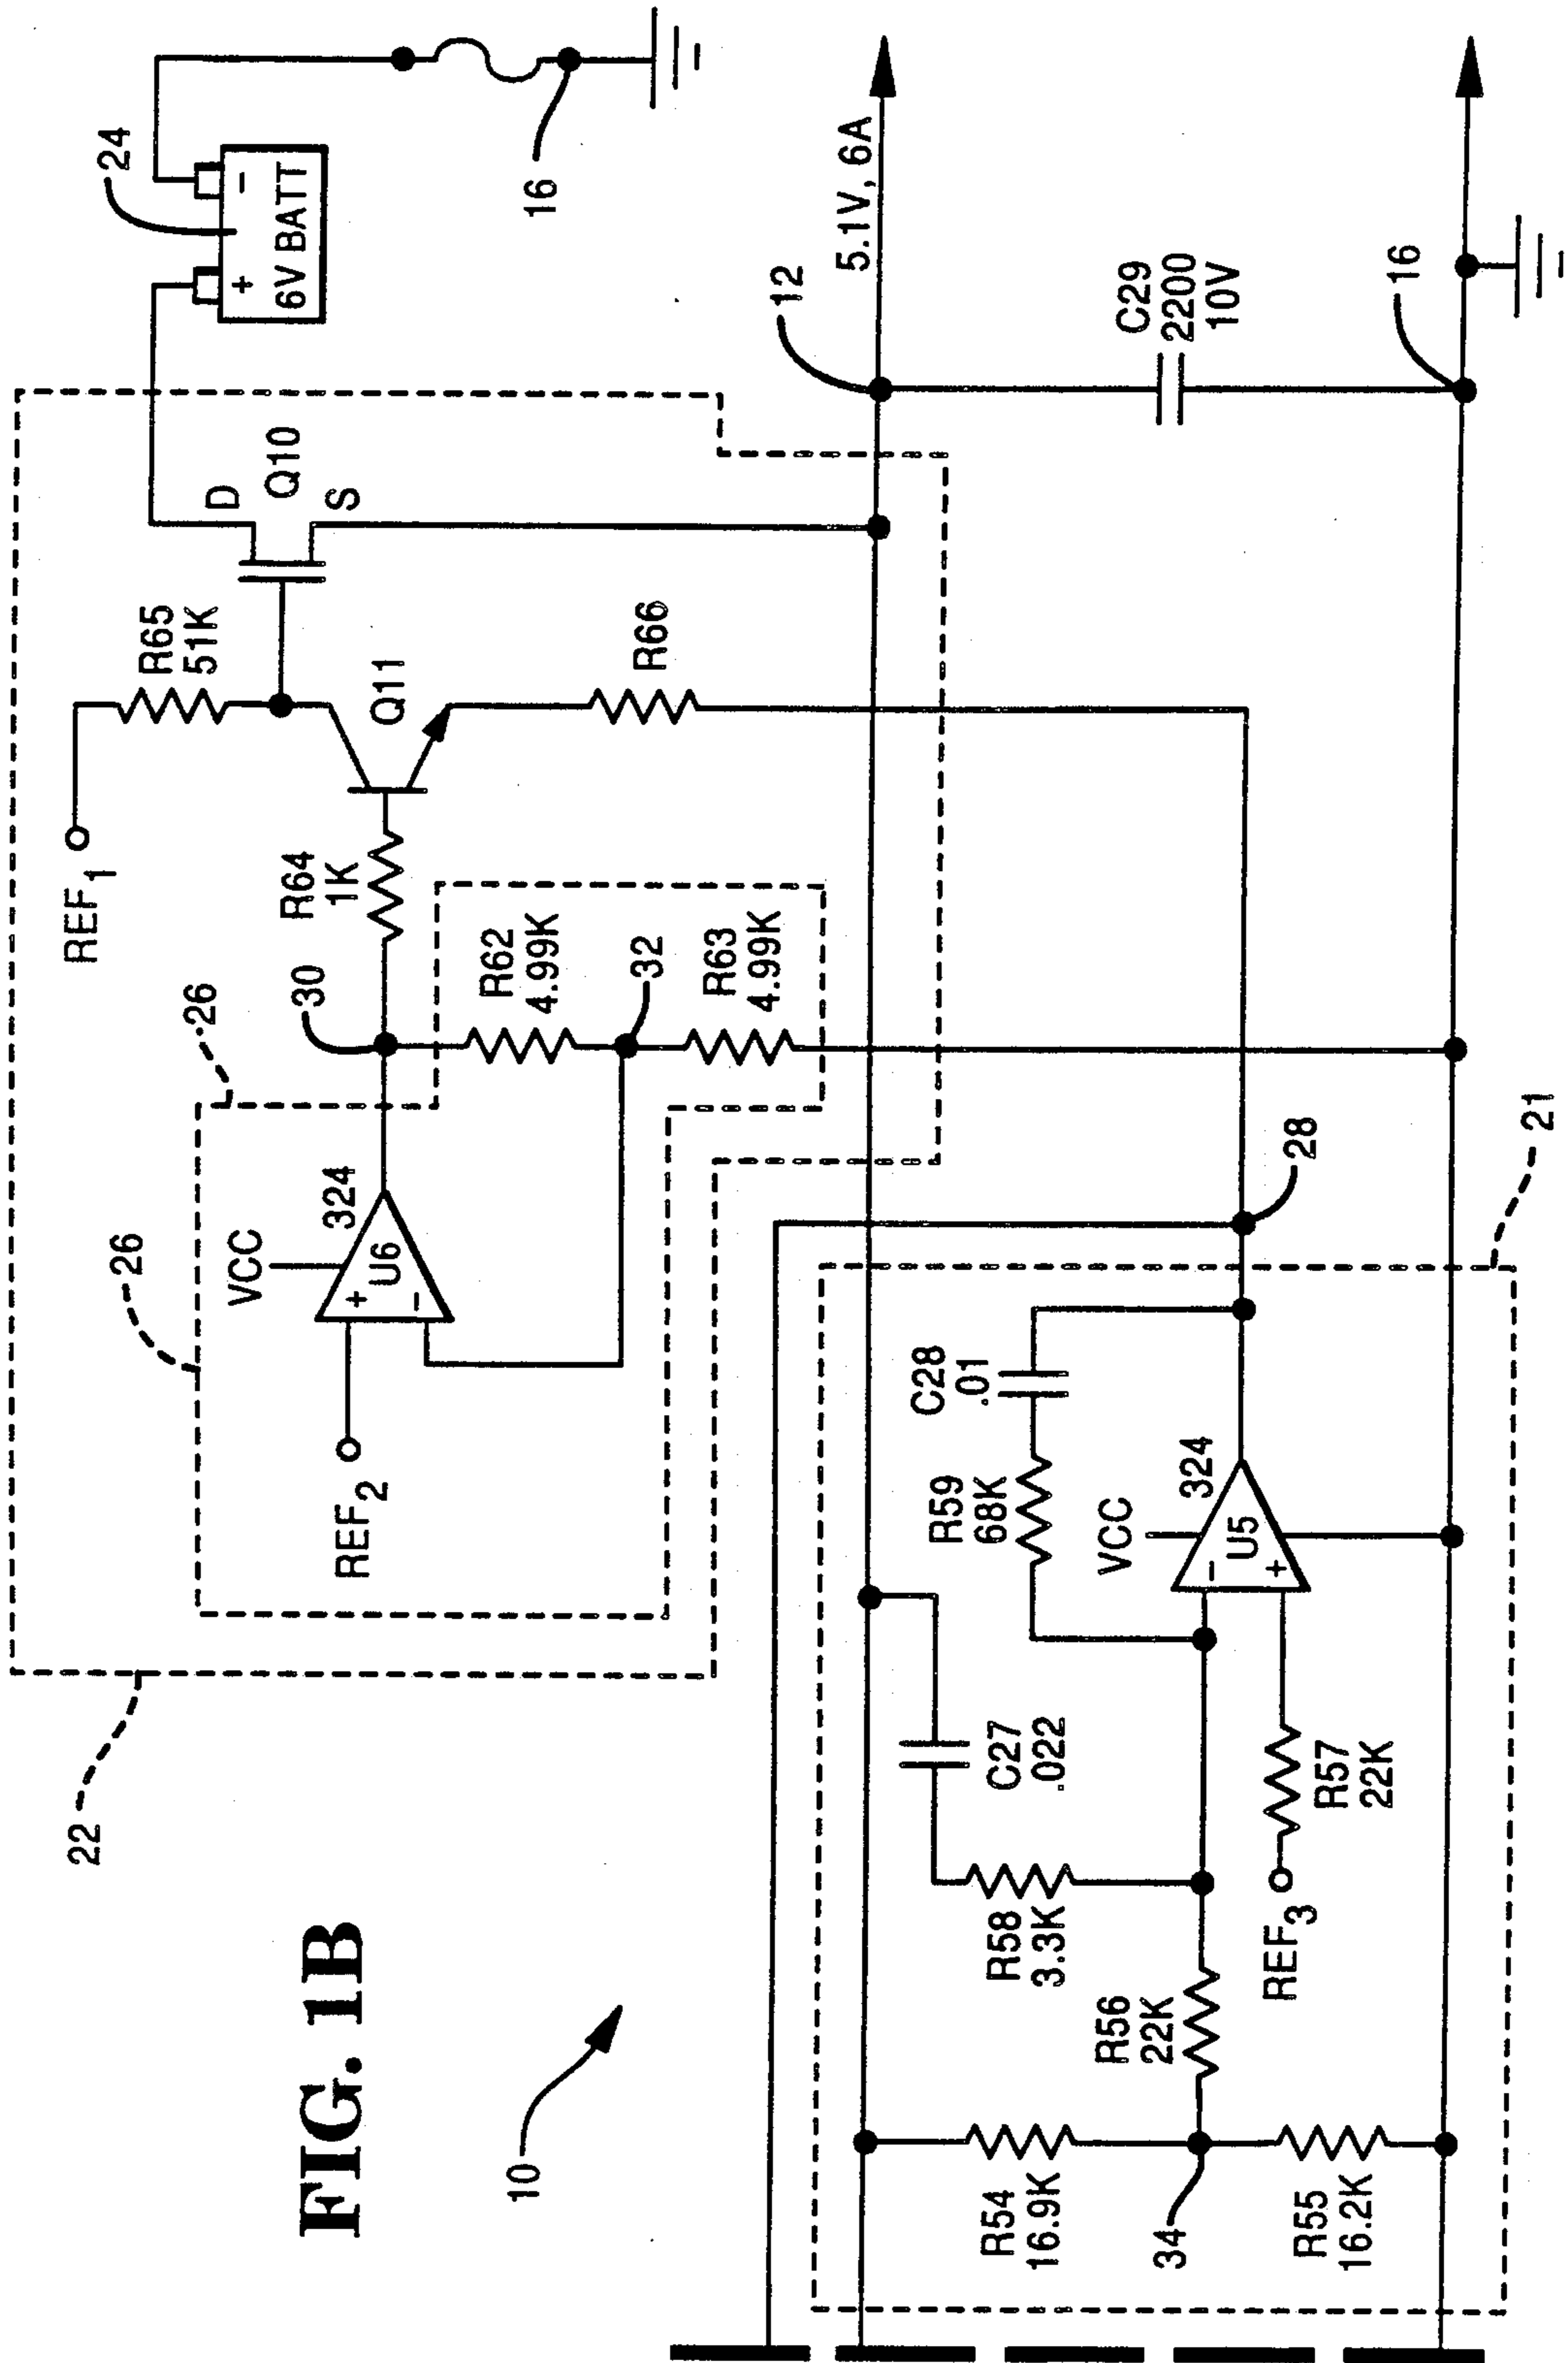 FIG. 1B
10
22
26
26
REF1
R65
51K
D
Q10
S
24
+
-
6V BATT
16
VCC
324
+
U6
-
REF2
30
R64
1K
Q11
R62
4.99K
32
R63
4.99K
R66
12
5.1V, 6A
C29
2200
10V
16
R54
16.9K
34
R55
16.2K
R56
22K
R58
3.3K
C27
.022
REF3
R57
22K
R59
68K
C28
.01
VCC
324
-
U5
+
28
21